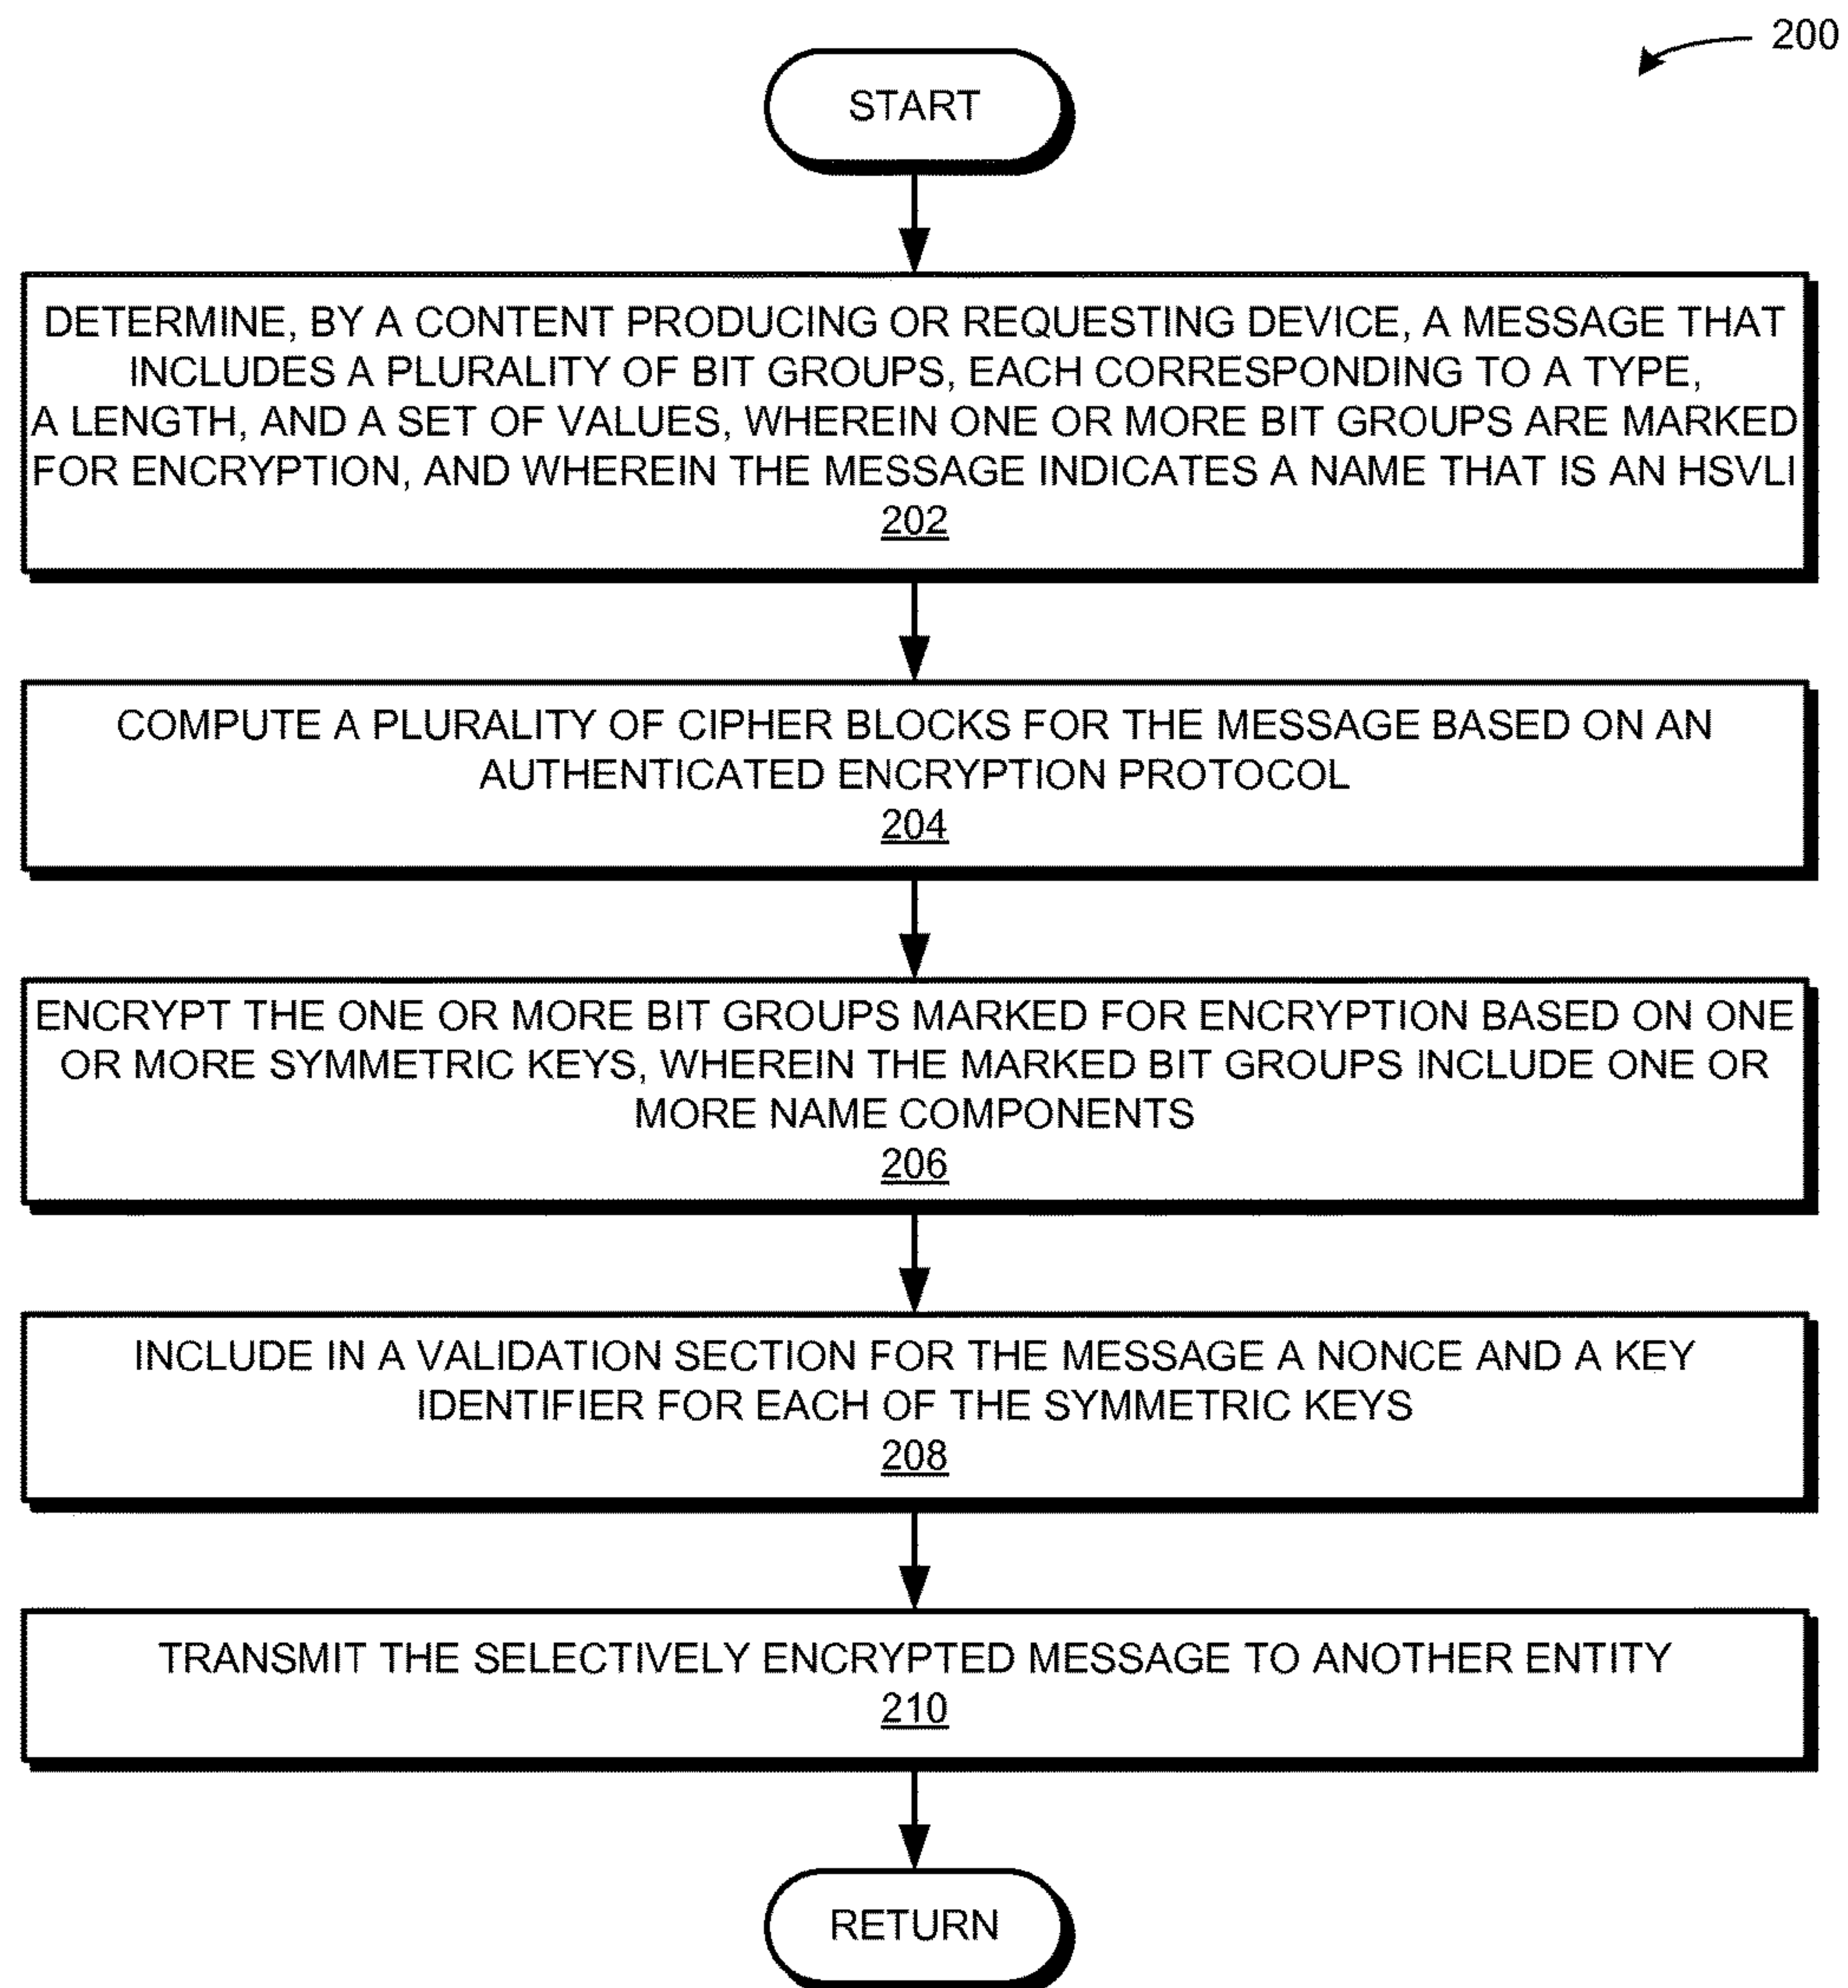 200
START
DETERMINE, BY A CONTENT PRODUCING OR REQUESTING DEVICE, A MESSAGE THAT
INCLUDES A PLURALITY OF BIT GROUPS, EACH CORRESPONDING TO A TYPE,
A LENGTH, AND A SET OF VALUES, WHEREIN ONE OR MORE BIT GROUPS ARE MARKED
FOR ENCRYPTION, AND WHEREIN THE MESSAGE INDICATES A NAME THAT IS AN HSVLI
202
COMPUTE A PLURALITY OF CIPHER BLOCKS FOR THE MESSAGE BASED ON AN
AUTHENTICATED ENCRYPTION PROTOCOL
204
ENCRYPT THE ONE OR MORE BIT GROUPS MARKED FOR ENCRYPTION BASED ON ONE
OR MORE SYMMETRIC KEYS, WHEREIN THE MARKED BIT GROUPS INCLUDE ONE OR
MORE NAME COMPONENTS
206
INCLUDE IN A VALIDATION SECTION FOR THE MESSAGE A NONCE AND A KEY
IDENTIFIER FOR EACH OF THE SYMMETRIC KEYS
208
TRANSMIT THE SELECTIVELY ENCRYPTED MESSAGE TO ANOTHER ENTITY
210
RETURN